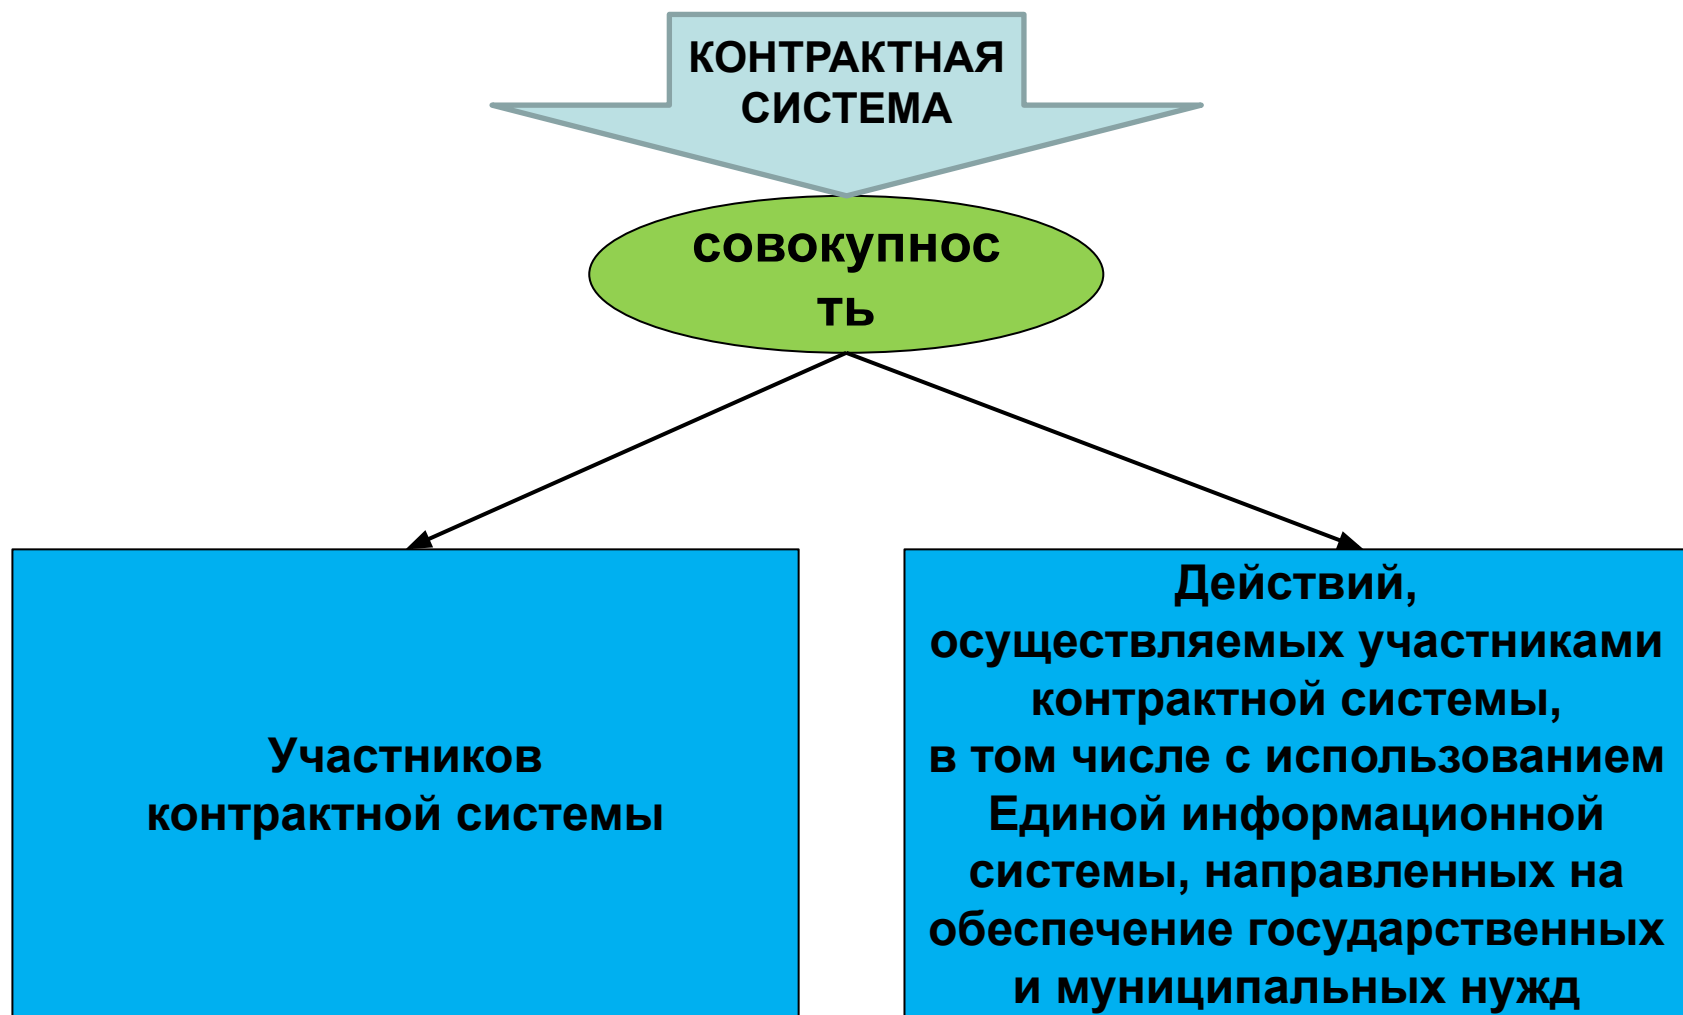 КОНТРАКТНАЯ
СИСТЕМА
совокупнос
ть
Участников
контрактной системы
Действий,
осуществляемых участниками
контрактной системы,
в том числе с использованием
Единой информационной
системы, направленных на
обеспечение государственных
и муниципальных нужд